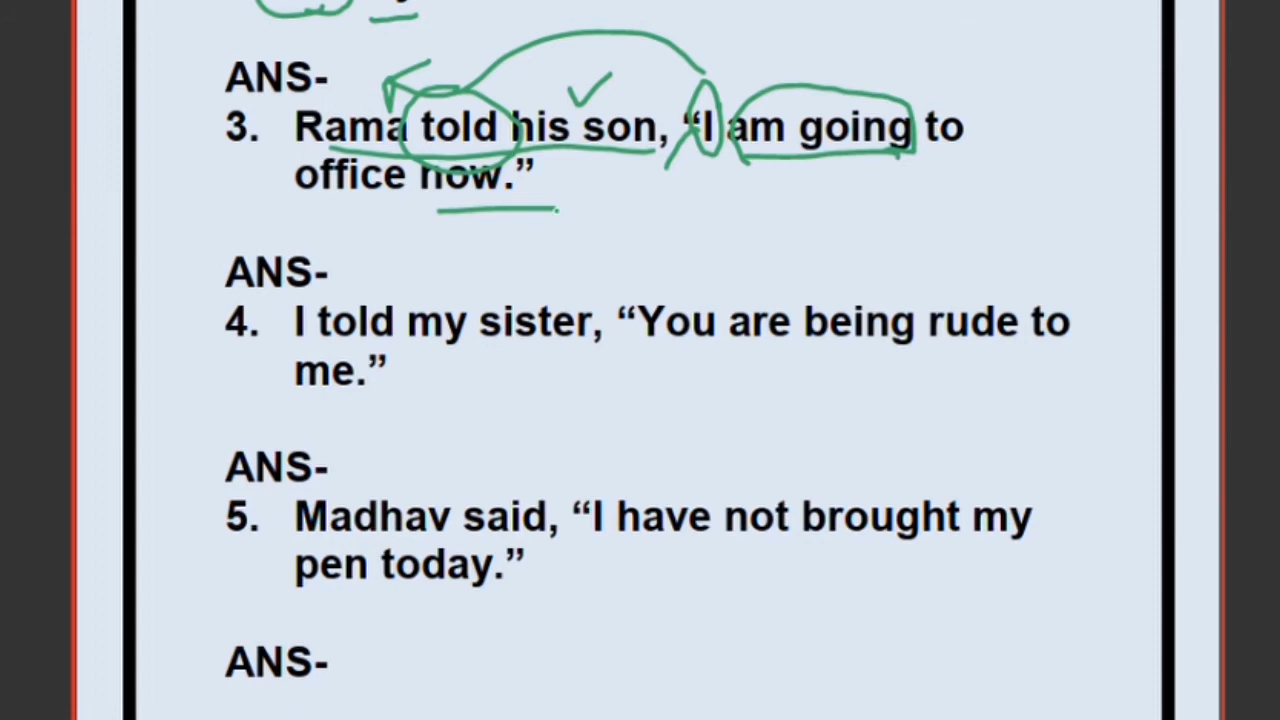 ANS-
3. Rama told his son, “I am going to
office now.”
ANS-
4. I told my sister, “You are being rude to
me.”
ANS-
5. Madhav said, “I have not brought my
pen today.”
ANS-